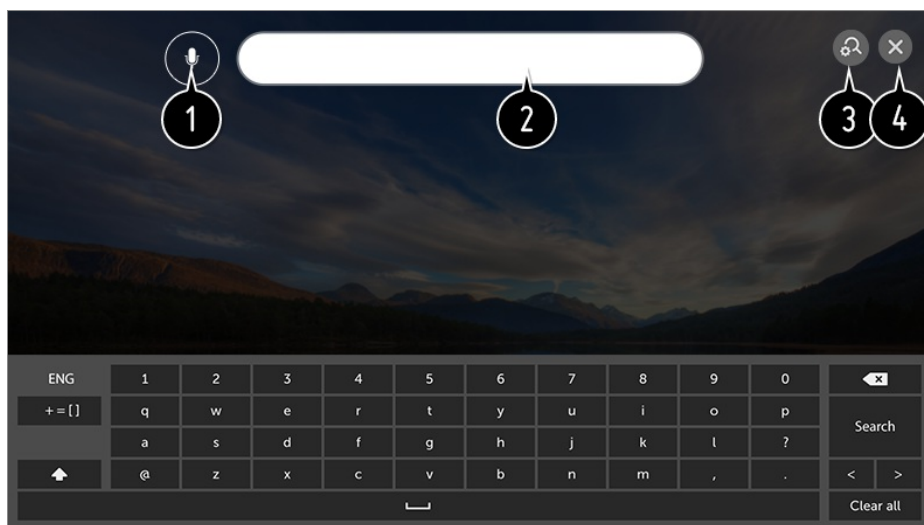 1 2 3 4
ENG 1 2 3 4 5 6 7 8 9 0
+=[] q w e r t y u i o p
Search
a s d f g h j k l ?
@ z x c v b n m , . < >
Clear all